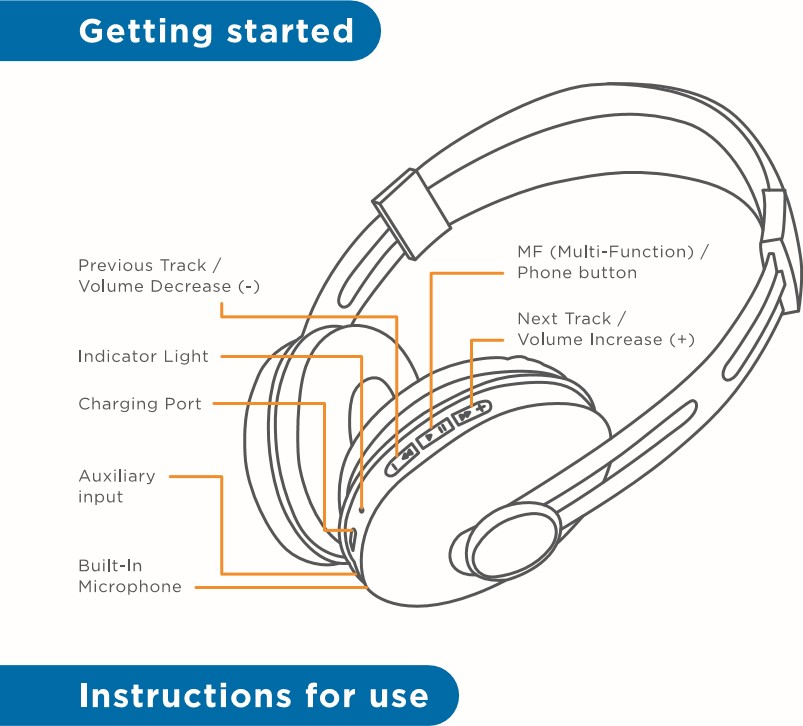 Getting started
MF (Multi-Function) /
Phone button
Previous Track /
Volume Decrease (-)
Next Track /
Volume Increase (+)
Indicator Light
Charging Port
Auxiliary
input
Built-In
Microphone
Instructions for use